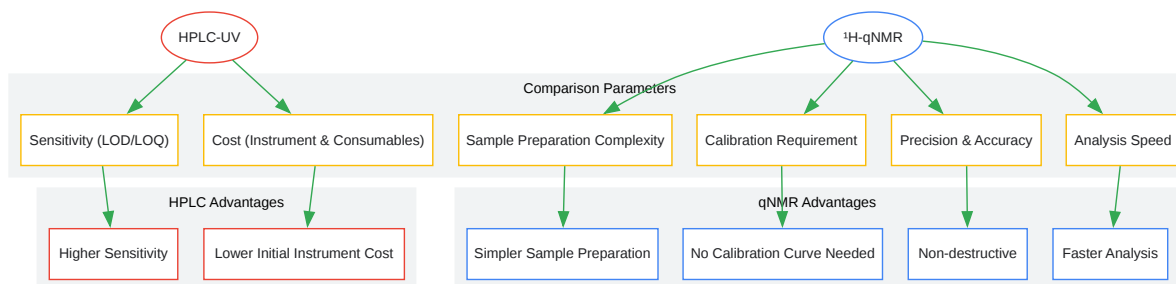 HPLC-UV
¹H-qNMR
Comparison Parameters
Sensitivity (LOD/LOQ)
Cost (Instrument & Consumables)
Sample Preparation Complexity
Calibration Requirement
Precision & Accuracy
Analysis Speed
HPLC Advantages
qNMR Advantages
Higher Sensitivity
Lower Initial Instrument Cost
Simpler Sample Preparation
No Calibration Curve Needed
Non-destructive
Faster Analysis